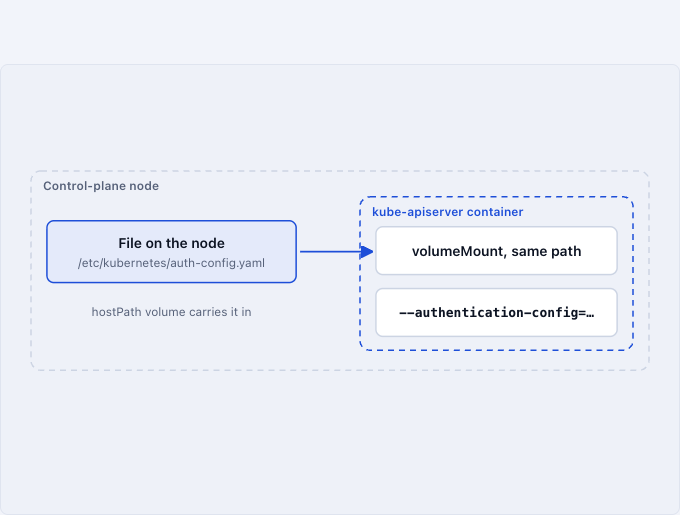 Control-plane node
kube-apiserver container
File on the node
/etc/kubernetes/auth-config.yaml
volumeMount, same path
hostPath volume carries it in
--authentication-config=…